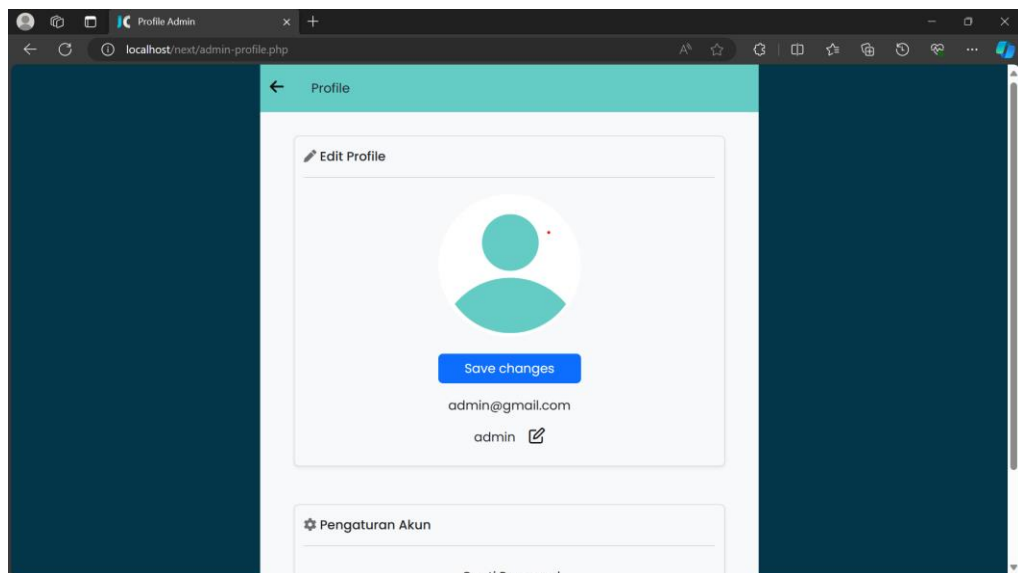 Profile Admin
localhost/next/admin-profile.php
Profile
Edit Profile
Save changes
admin@gmail.com
admin
Pengaturan Akun